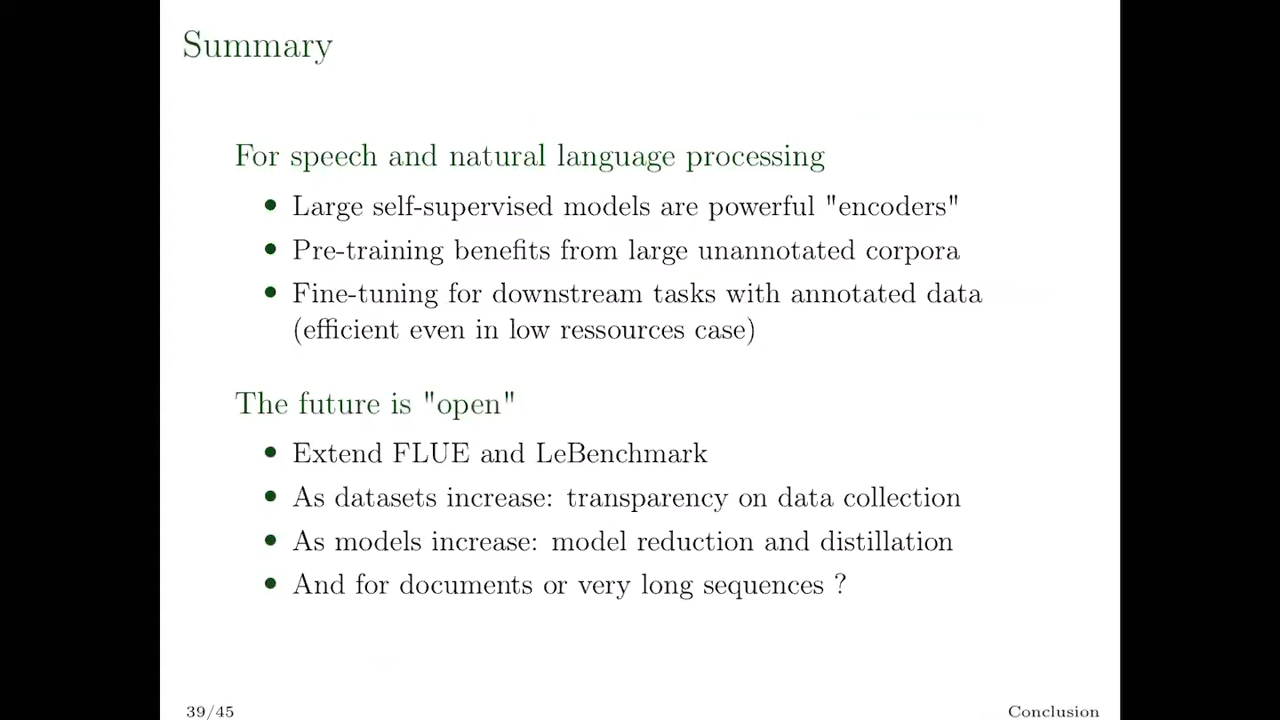 Summary
For speech and natural language processing
• Large self-supervised models are powerful "encoders"
• Pre-training benefits from large unannotated corpora
• Fine-tuning for downstream tasks with annotated data
(efficient even in low ressources case)
The future is "open"
• Extend FLUE and LeBenchmark
• As datasets increase: transparency on data collection
• As models increase: model reduction and distillation
• And for documents or very long sequences ?
39/45
Conclusion